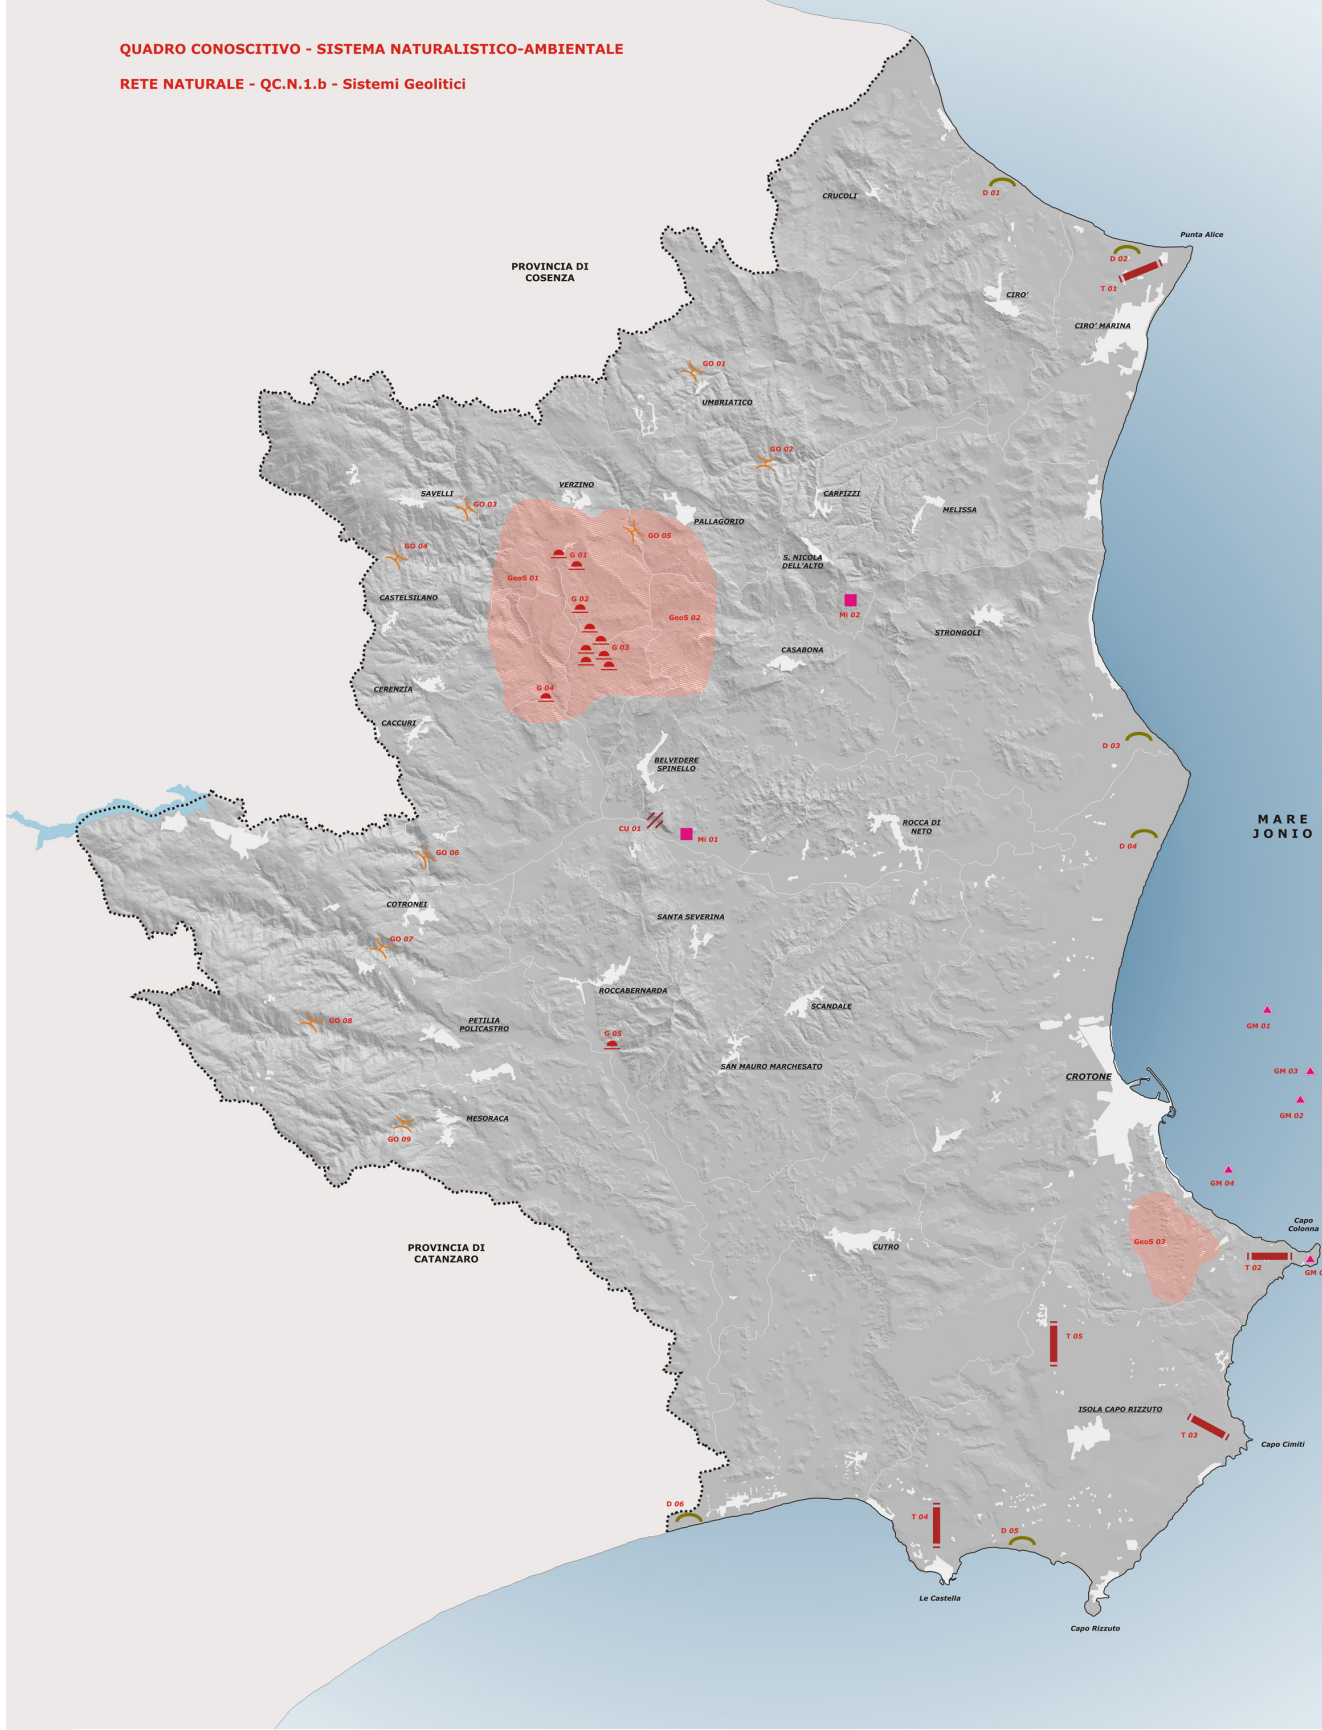 QUADRO CONOSCITIVO - SISTEMA NATURALISTICO-AMBIENTALE
RETE NATURALE - QC.N.1.b - Sistemi Geolitici
CRUCOLI
D 01
Punta Alice
D 02
T 01
PROVINCIA DI
COSENZA
CIRO'
CIRO' MARINA
GO 01
UMBRIATICO
GO 02
SAVELLI
VERZINO
CARFIZZI
GO 03
MELISSA
PALLAGORIO
GO 05
GO 04
G 01
S. NICOLA
DELL'ALTO
GeoS 01
CASTELSILANO
G 02
Mi 02
GeoS 02
STRONGOLI
G 03
CASABONA
CERENZIA
G 04
CACCURI
D 03
BELVEDERE
SPINELLO
MARE
JONIO
CU 01
ROCCA DI
NETO
Mi 01
D 04
GO 06
COTRONEI
SANTA SEVERINA
GO 07
ROCCABERNARDA
SCANDALE
GO 08
PETILIA
POLICASTRO
GM 01
G 05
SAN MAURO MARCHESATO
GM 03
CROTONE
GM 02
MESORACA
GO 09
GM 04
Capo
Colonna
GeoS 03
PROVINCIA DI
CATANZARO
CUTRO
T 02
GM
T 05
ISOLA CAPO RIZZUTO
T 03
Capo Cimiti
D 06
T 04
D 05
Le Castella
Capo Rizzuto